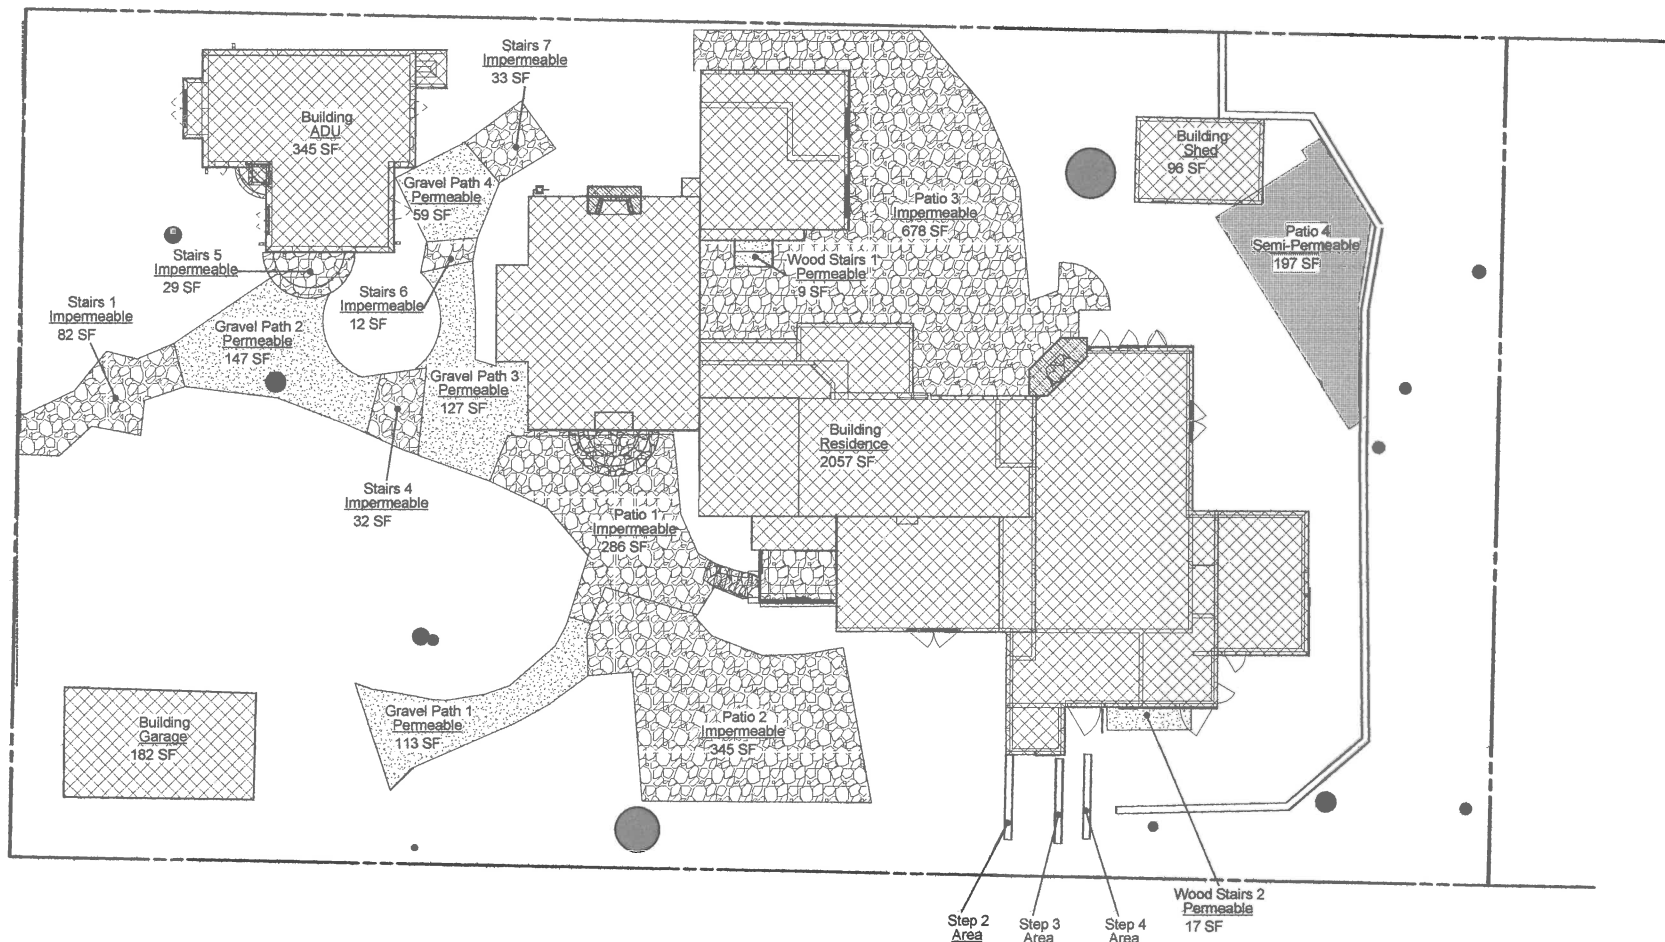 Stairs 7
Impermeable
33 SF
Building
ADU
345 SF
Building
Shed
96 SF
Gravel Path 4
Permeable
59 SF
Patio 3
Impermeable
678 SF
Patio 4
Semi-Permeable
197 SF
Stairs 5
Impermeable
29 SF
Wood Stairs 1
Permeable
9 SF
Stairs 6
Impermeable
12 SF
Stairs 1
Impermeable
82 SF
Gravel Path 2
Permeable
147 SF
Gravel Path 3
Permeable
127 SF
Building
Residence
2057 SF
Stairs 4
Impermeable
32 SF
Patio 1
Impermeable
286 SF
Gravel Path 1
Permeable
113 SF
Patio 2
Impermeable
345 SF
Building
Garage
182 SF
Wood Stairs 2
Permeable
17 SF
Step 2
Area
Step 3
Area
Step 4
Area